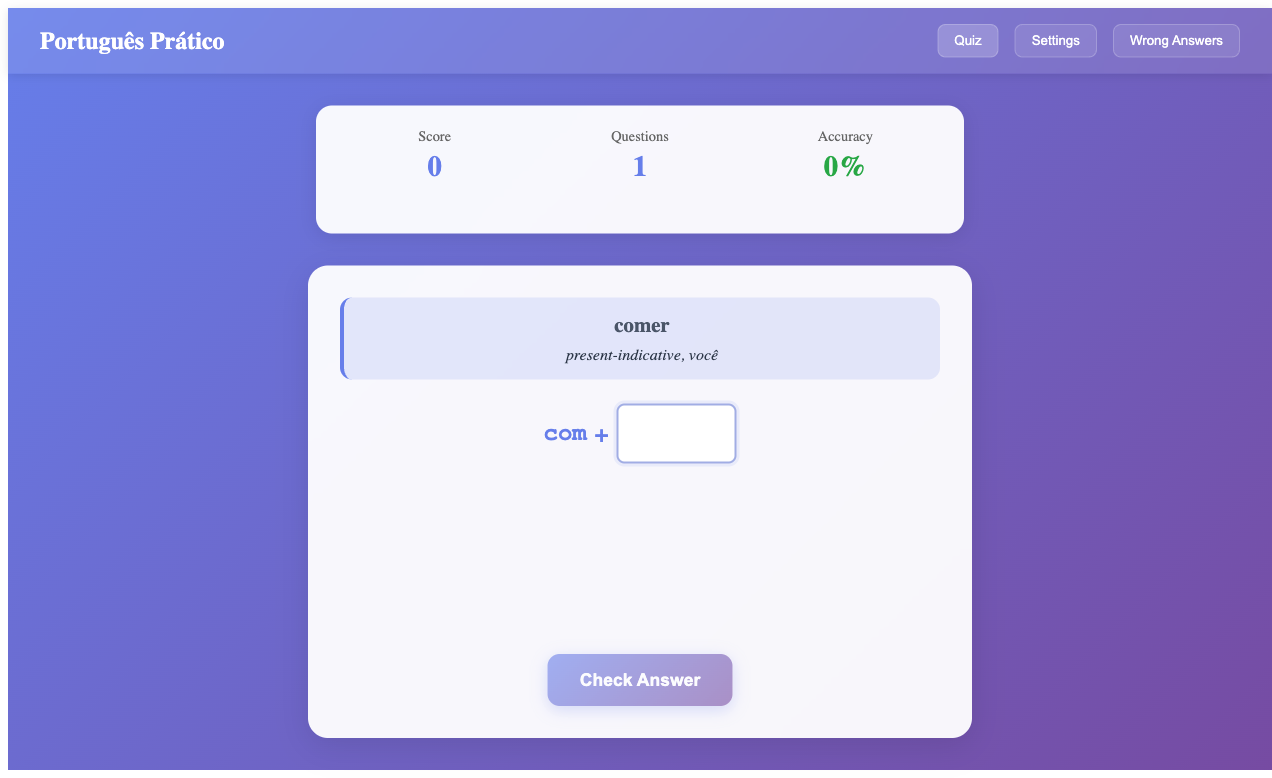 Português Prático
Quiz
Settings
Wrong Answers
Score
Questions
Accuracy
0
1
0%
comer
present-indicative, você
com +
Check Answer